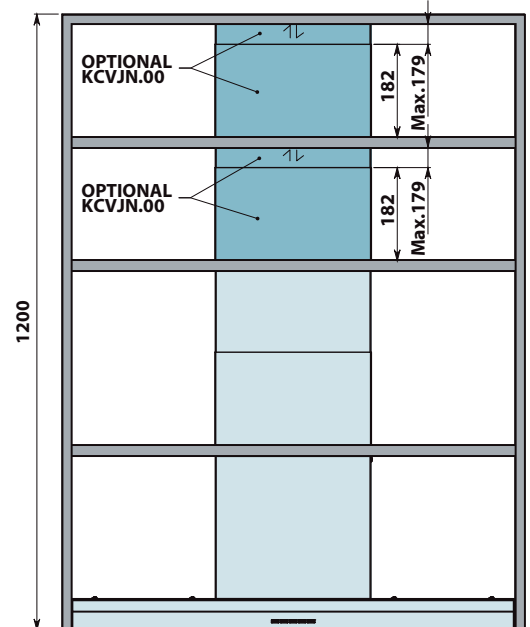 OPTIONAL
KCVJN.00
182
Max.179
OPTIONAL
KCVJN.00
182
Max.179
1200